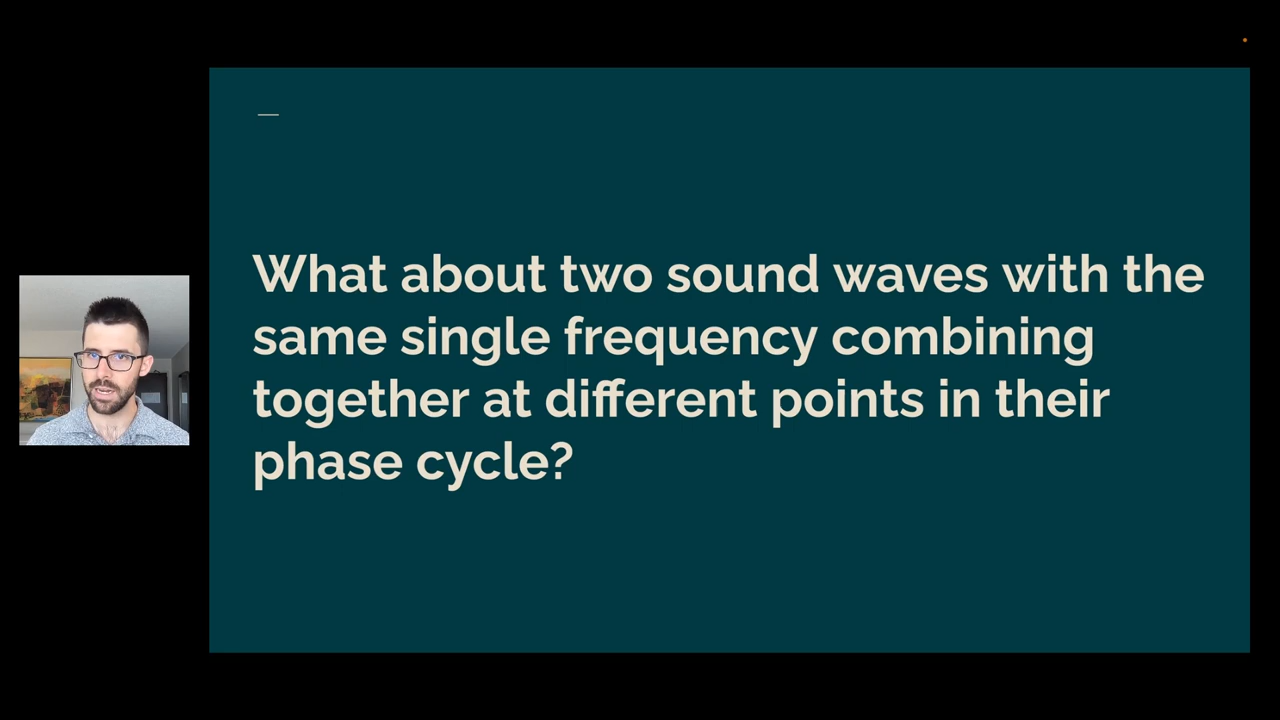 What about two sound waves with the
same single frequency combining
together at different points in their
phase cycle?